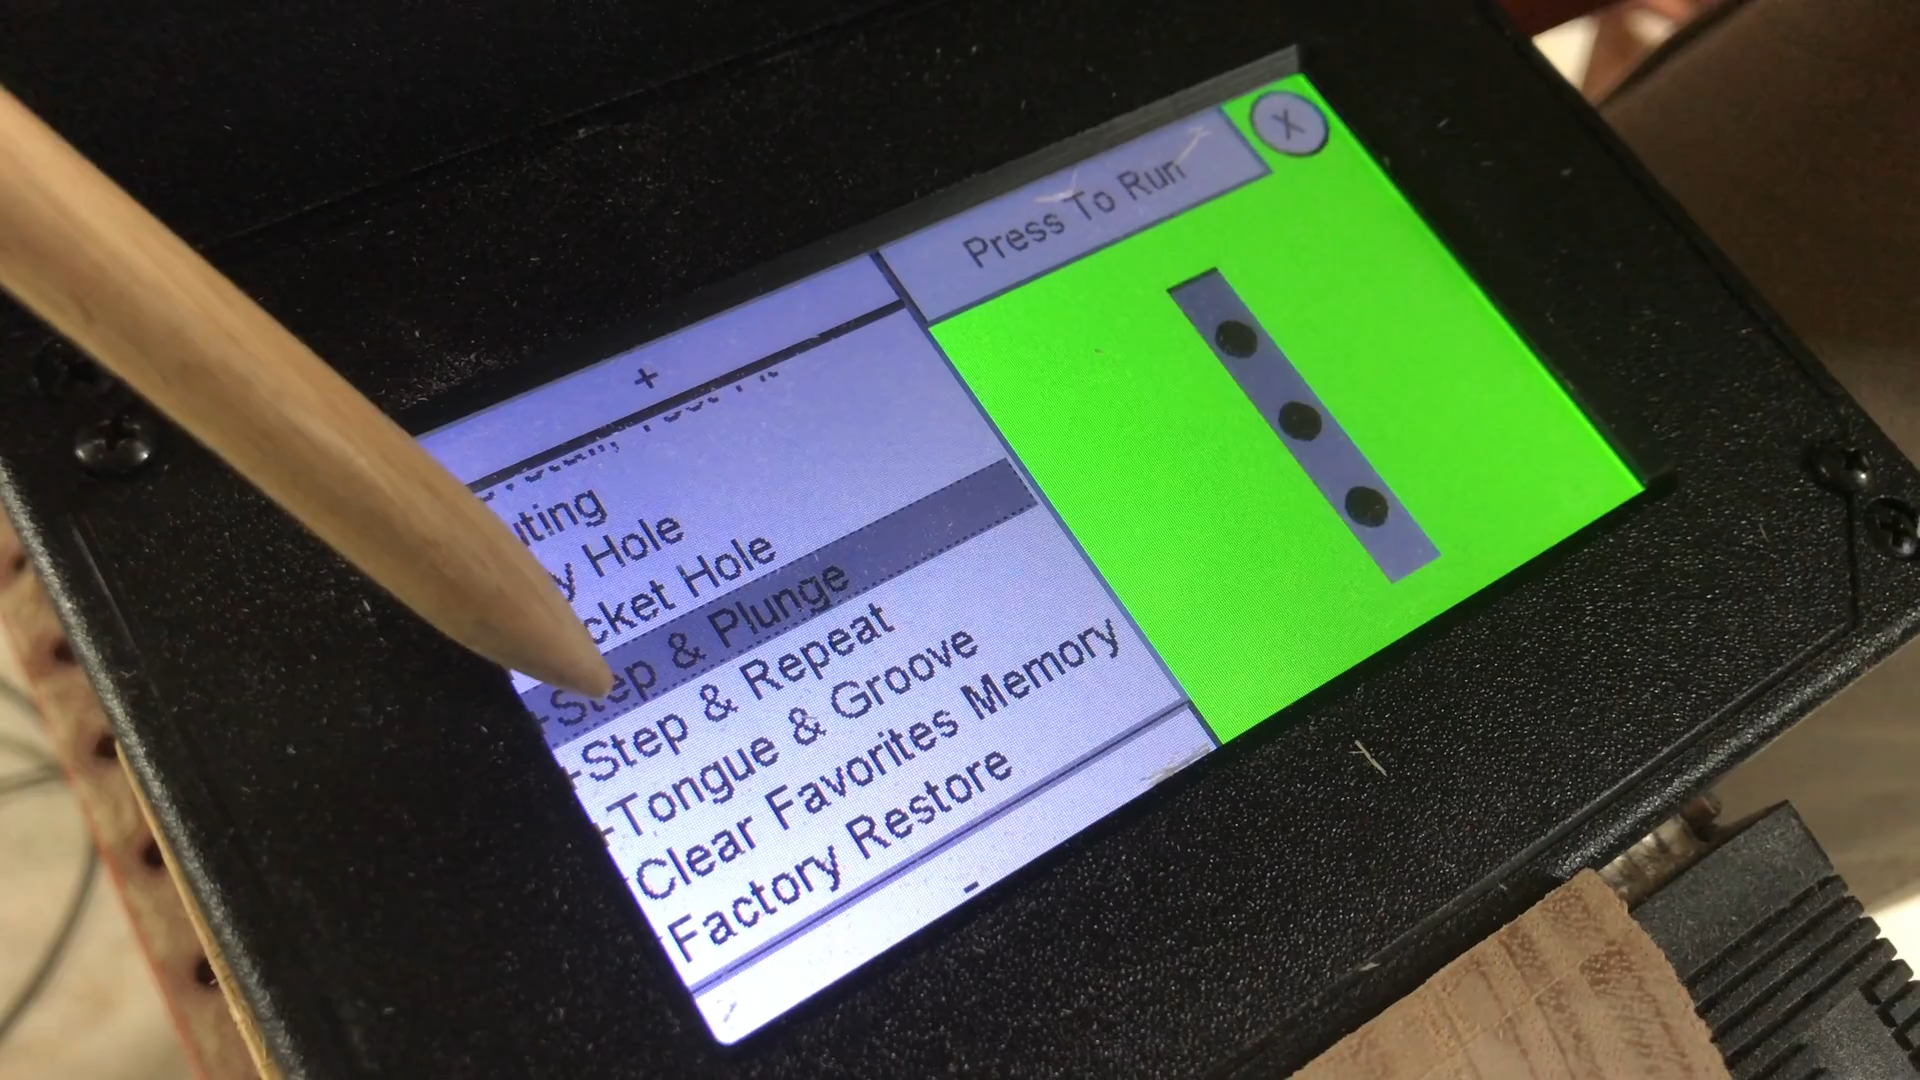 X
Press To Run
+
uting
y Hole
cket Hole
-Step & Plunge
-Step & Repeat
-Tongue & Groove
-Clear Favorites Memory
-Factory Restore
-